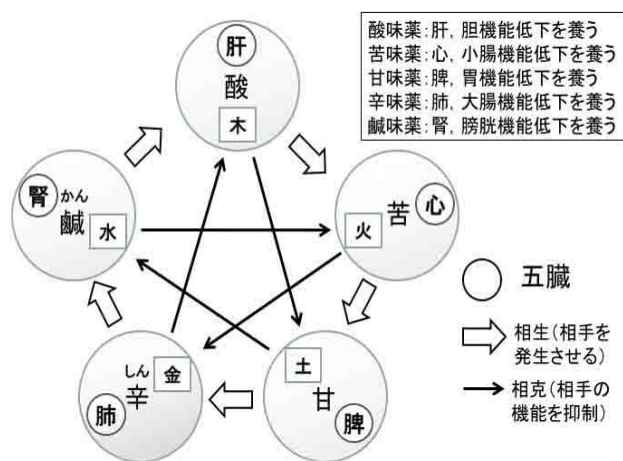 肝
酸
木
酸味薬:肝, 胆機能低下を養う
苦味薬:心, 小腸機能低下を養う
甘味薬:脾, 胃機能低下を養う
辛味薬:肺, 大腸機能低下を養う
鹹味薬:腎, 膀胱機能低下を養う
腎
かん
鹹
水
火
苦
心
五臓
相生(相手を
発生させる)
相克(相手の
機能を抑制)
しん
辛
金
肺
土
甘
脾